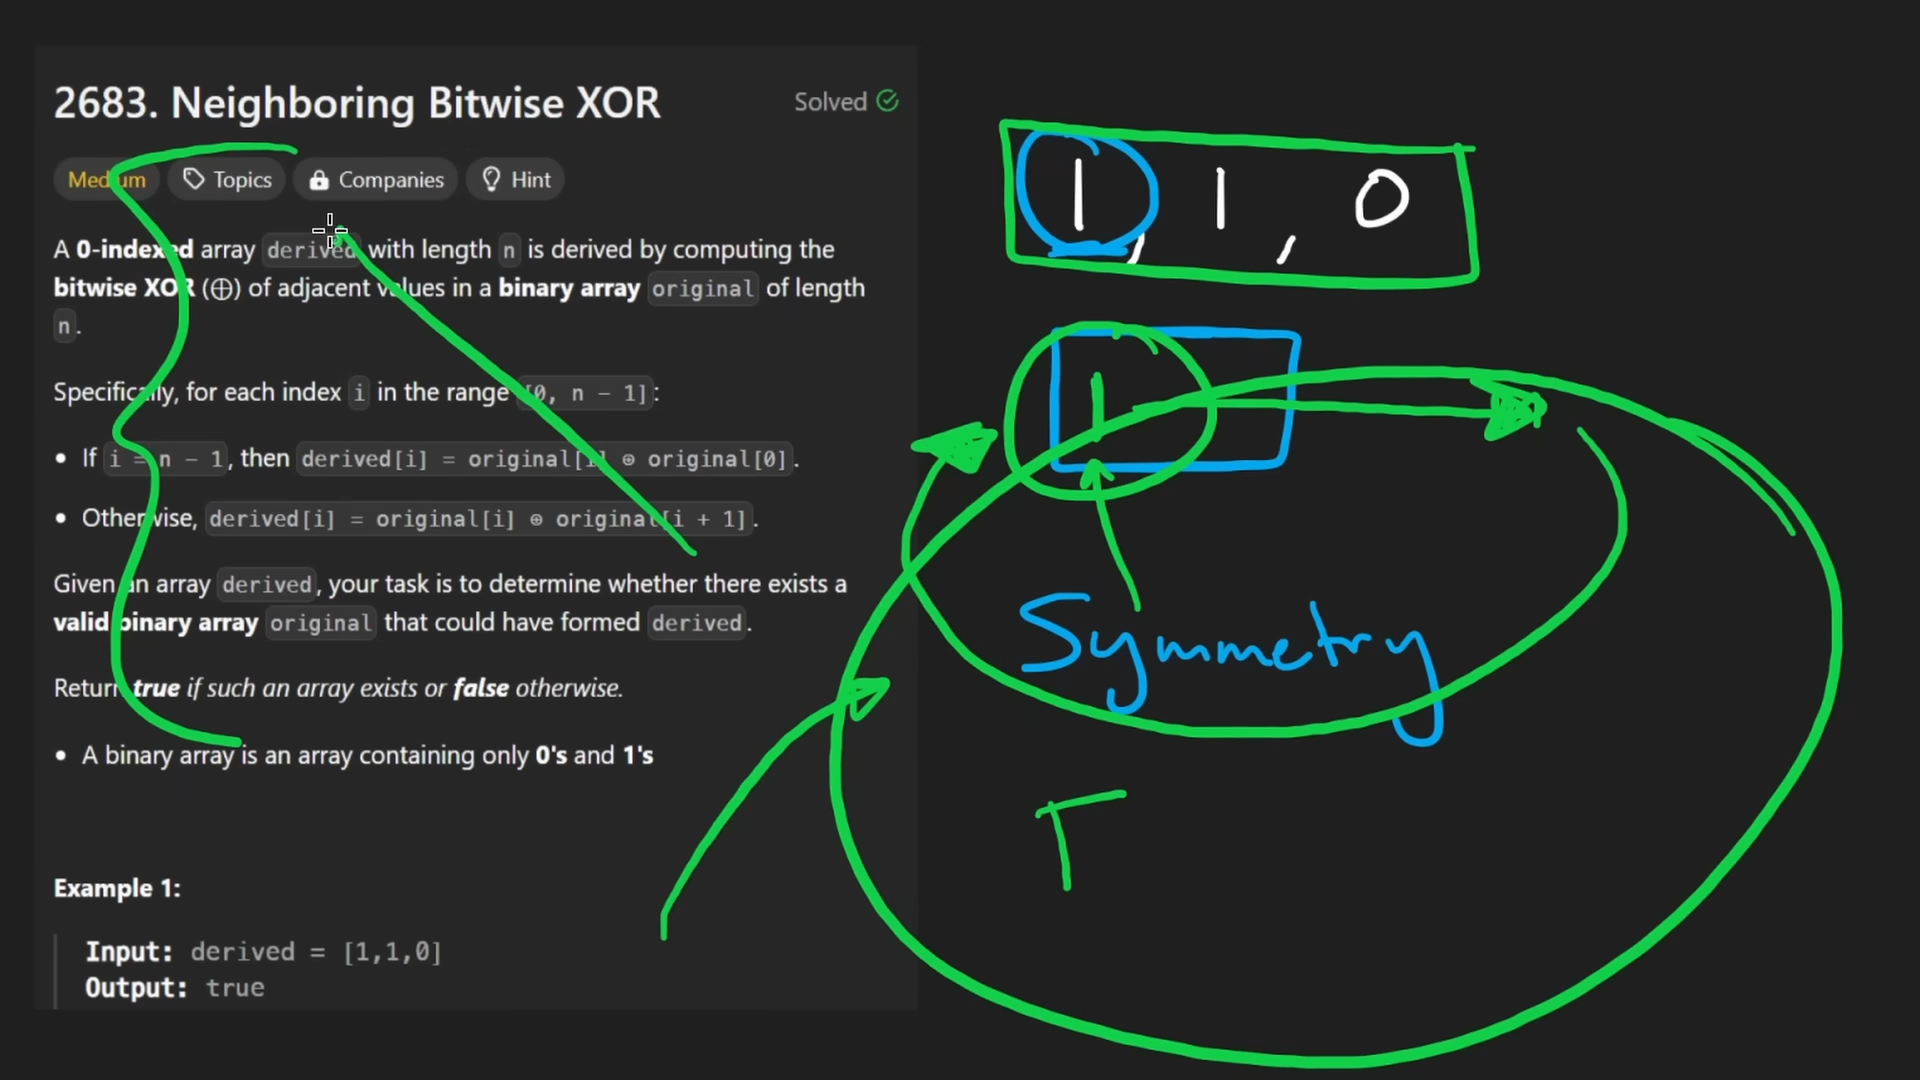 2683. Neighboring Bitwise XOR
Solved
Medium Topics Companies Hint
A 0-indexed array derived with length n is derived by computing the
bitwise XOR (⊕) of adjacent values in a binary array original of length
n.
Specifically, for each index i in the range [0, n - 1]:
• If i = n - 1, then derived[i] = original[i] ⊕ original[0].
• Otherwise, derived[i] = original[i] ⊕ original[i + 1].
Given an array derived, your task is to determine whether there exists a
valid binary array original that could have formed derived.
Return true if such an array exists or false otherwise.
• A binary array is an array containing only 0's and 1's
Example 1:
Input: derived = [1,1,0]
Output: true
1, 1, 0
1
Symmetry
T